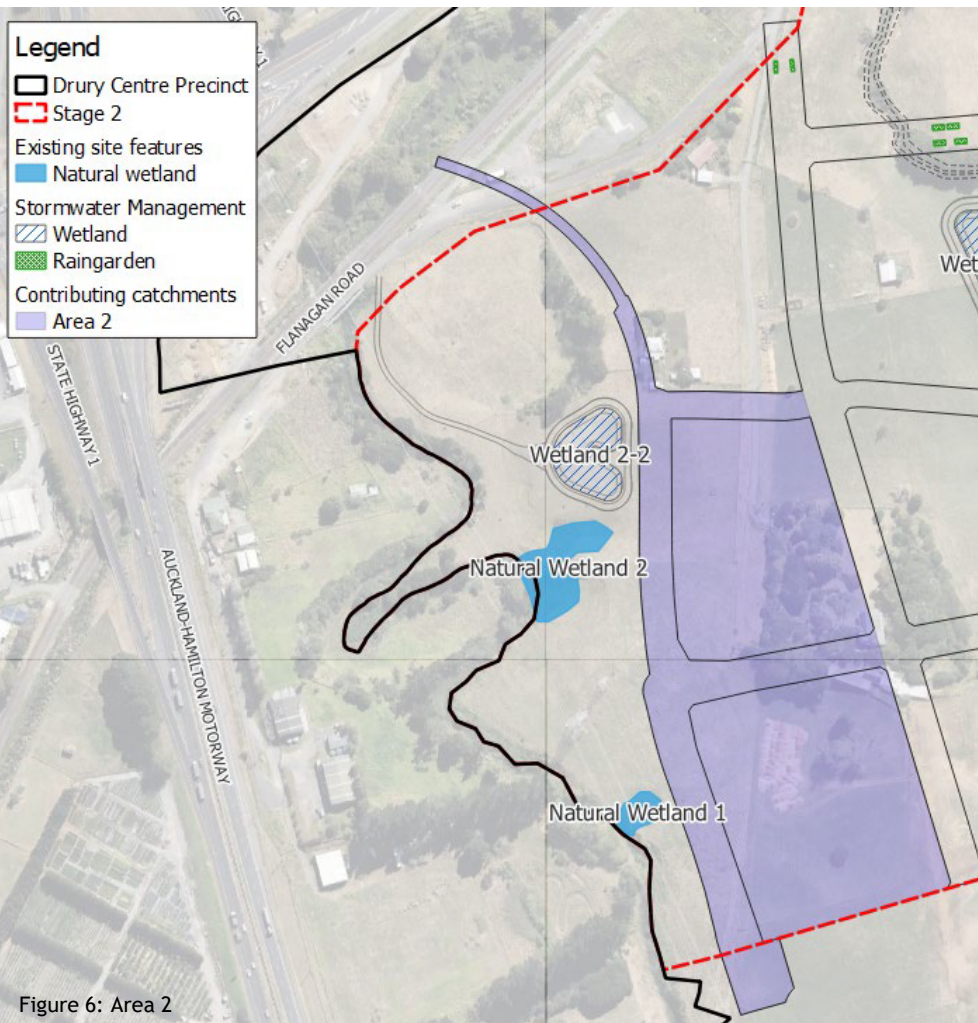 Legend
Drury Centre Precinct
Stage 2
Existing site features
Natural wetland
Stormwater Management
Wetland
Raingarden
Contributing catchments
Area 2
FLANAGAN ROAD
STATE HIGHWAY 1
AUCKLAND-HAMILTON MOTORWAY
Wetland 2-2
Natural Wetland 2
Natural Wetland 1
Wet
Figure 6: Area 2